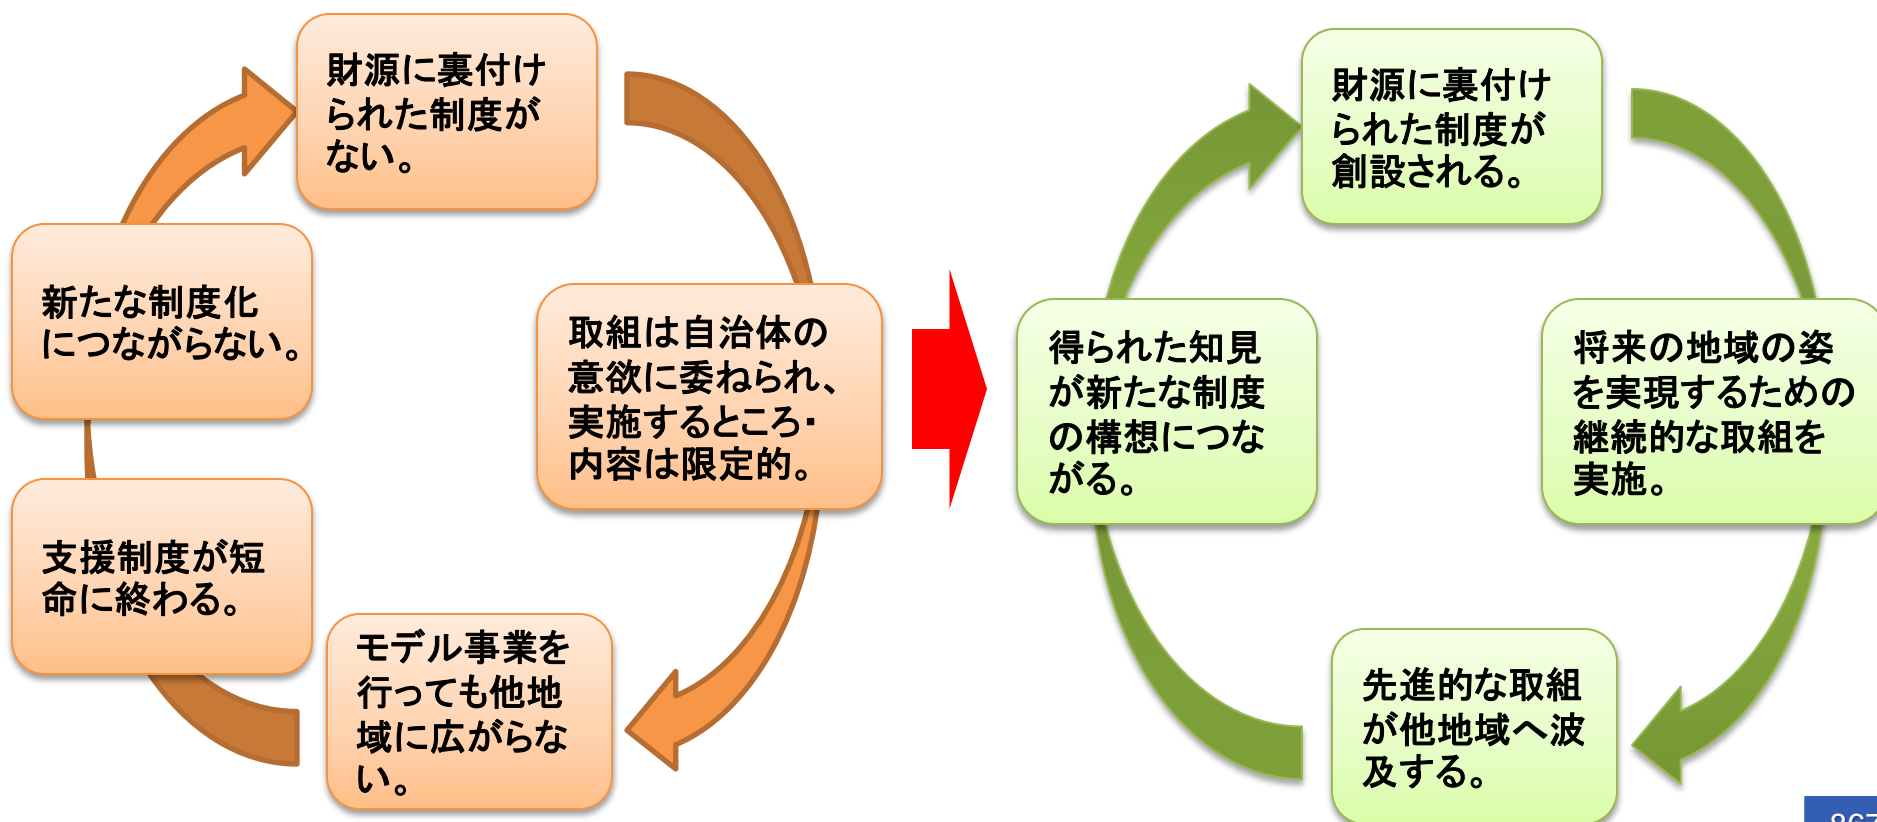 財源に裏付け
られた制度が
ない。
取組は自治体の
意欲に委ねられ、
実施するところ・
内容は限定的。
モデル事業を
行っても他地
域に広がらな
い。
支援制度が短
命に終わる。
新たな制度化
につながらない。
財源に裏付け
られた制度が
創設される。
将来の地域の姿
を実現するための
継続的な取組を
実施。
先進的な取組
が他地域へ波
及する。
得られた知見
が新たな制度
の構想につな
がる。
867